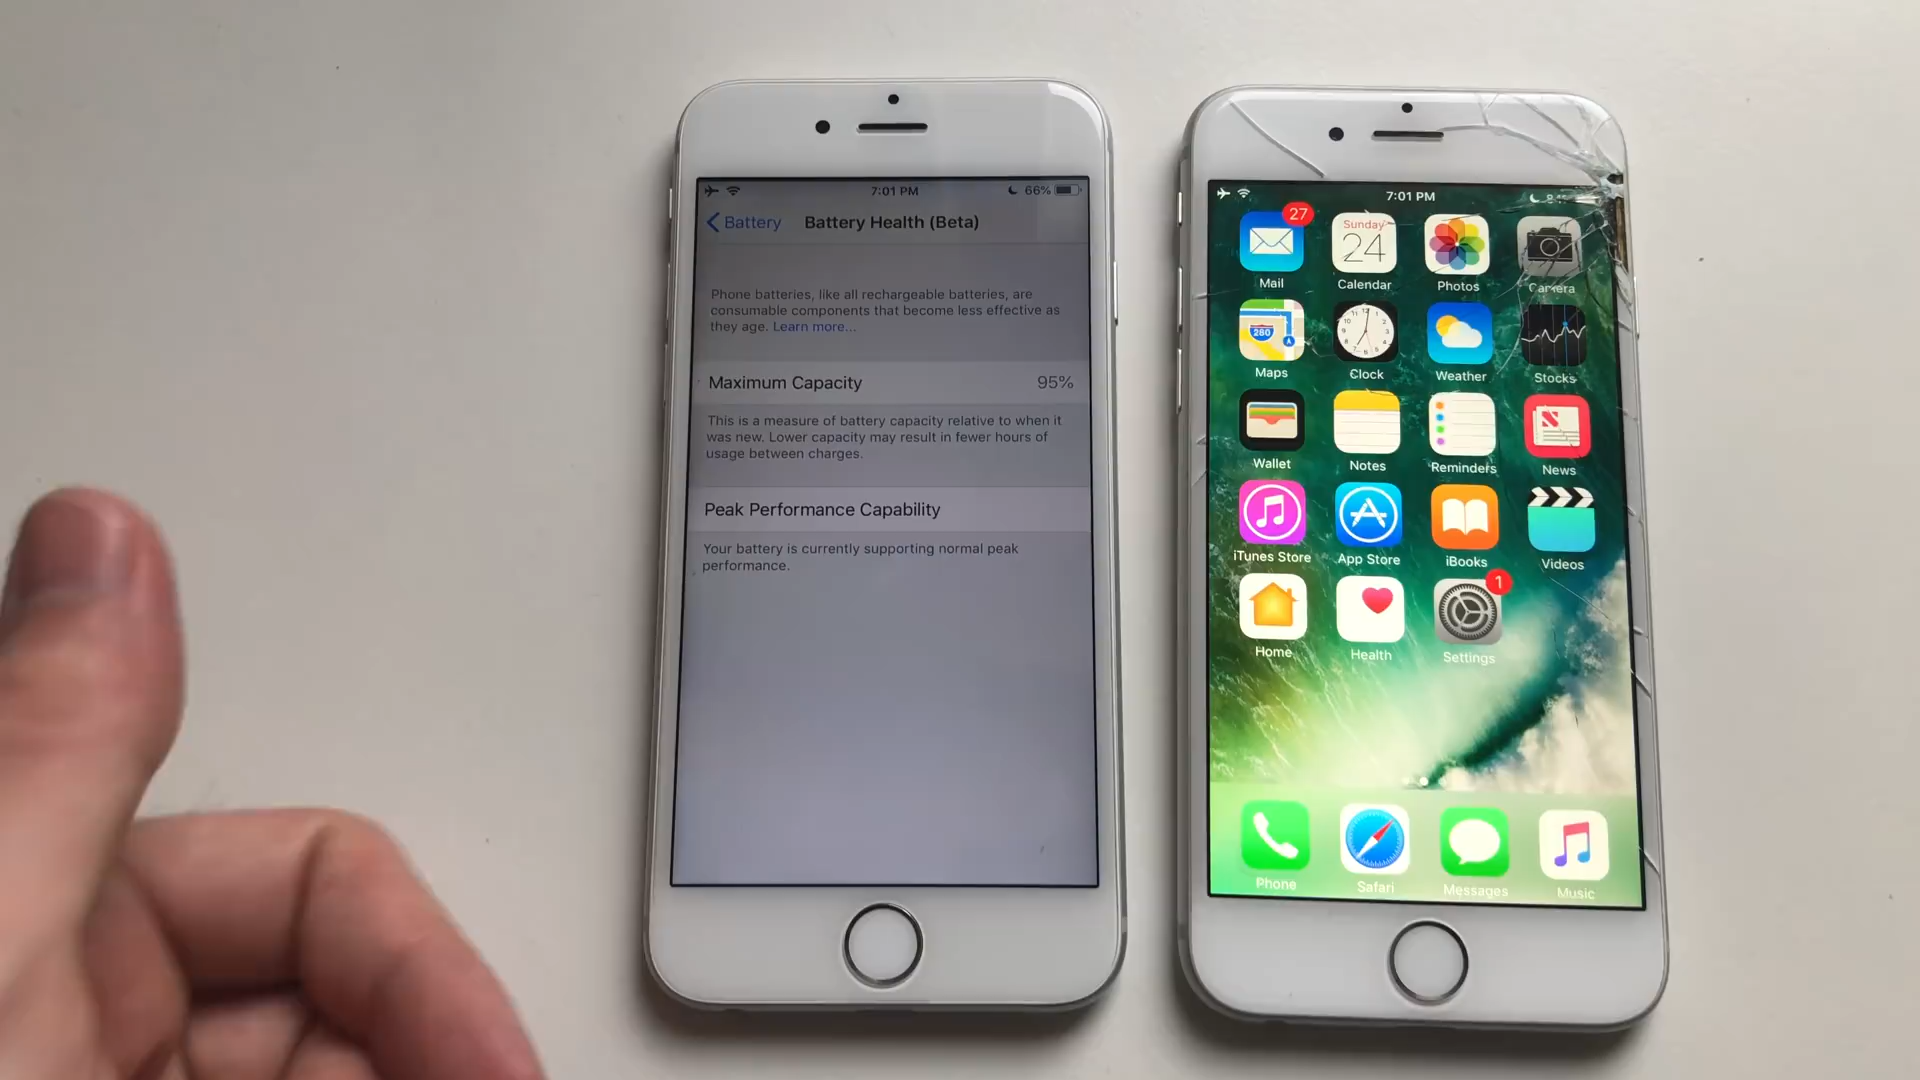 7:01 PM
66%
Battery
Battery Health (Beta)
Phone batteries, like all rechargeable batteries, are
consumable components that become less effective as
they age. Learn more...
Maximum Capacity
95%
This is a measure of battery capacity relative to when it
was new. Lower capacity may result in fewer hours of
usage between charges.
Peak Performance Capability
Your battery is currently supporting normal peak
performance.
7:01 PM
27
Sunday
24
Mail
Calendar
Photos
Camera
280
Maps
Clock
Weather
Stocks
Wallet
Notes
Reminders
News
iTunes Store
App Store
iBooks
Videos
1
Home
Health
Settings
Phone
Safari
Messages
Music